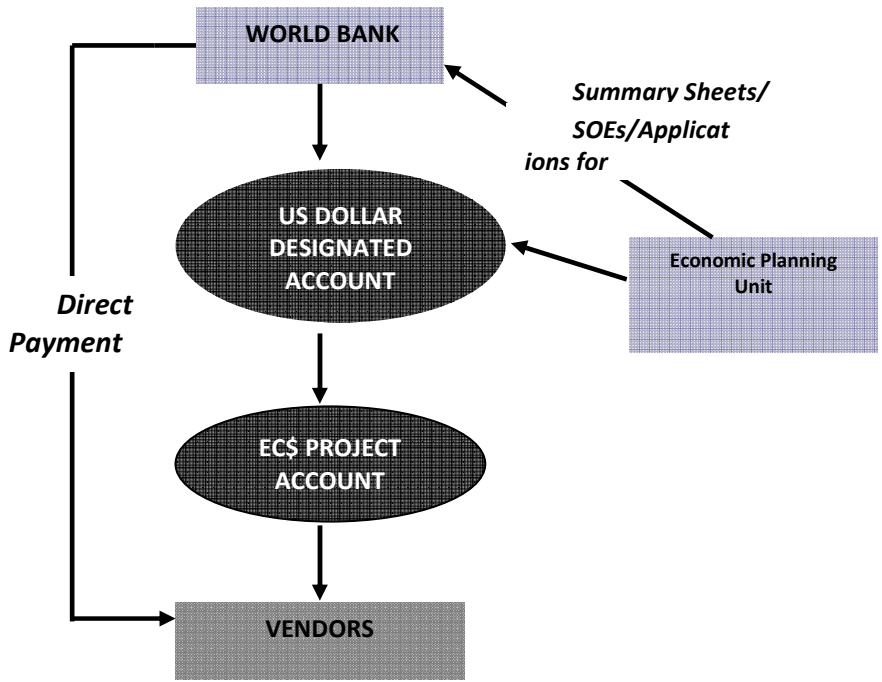 WORLD BANK
Summary Sheets/
SOEs/Applicat
ions for
US DOLLAR
DESIGNATED
ACCOUNT
Economic Planning
Unit
Direct
Payment
EC$ PROJECT
ACCOUNT
VENDORS